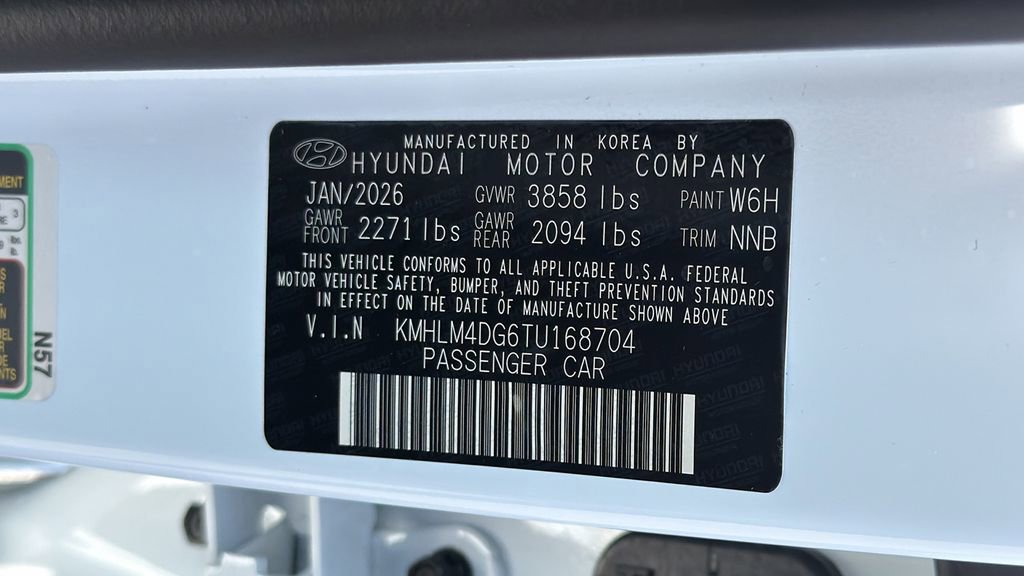 MANUFACTURED IN KOREA BY
HYUNDAI MOTOR COMPANY
JAN/2026 GVWR 3858 lbs PAINT W6H
GAWR FRONT 2271 lbs GAWR REAR 2094 lbs TRIM NNB
THIS VEHICLE CONFORMS TO ALL APPLICABLE U.S.A. FEDERAL
MOTOR VEHICLE SAFETY, BUMPER, AND THEFT PREVENTION STANDARDS
IN EFFECT ON THE DATE OF MANUFACTURE SHOWN ABOVE
V.I.N KMHLM4DG6TU168704
PASSENGER CAR
N57